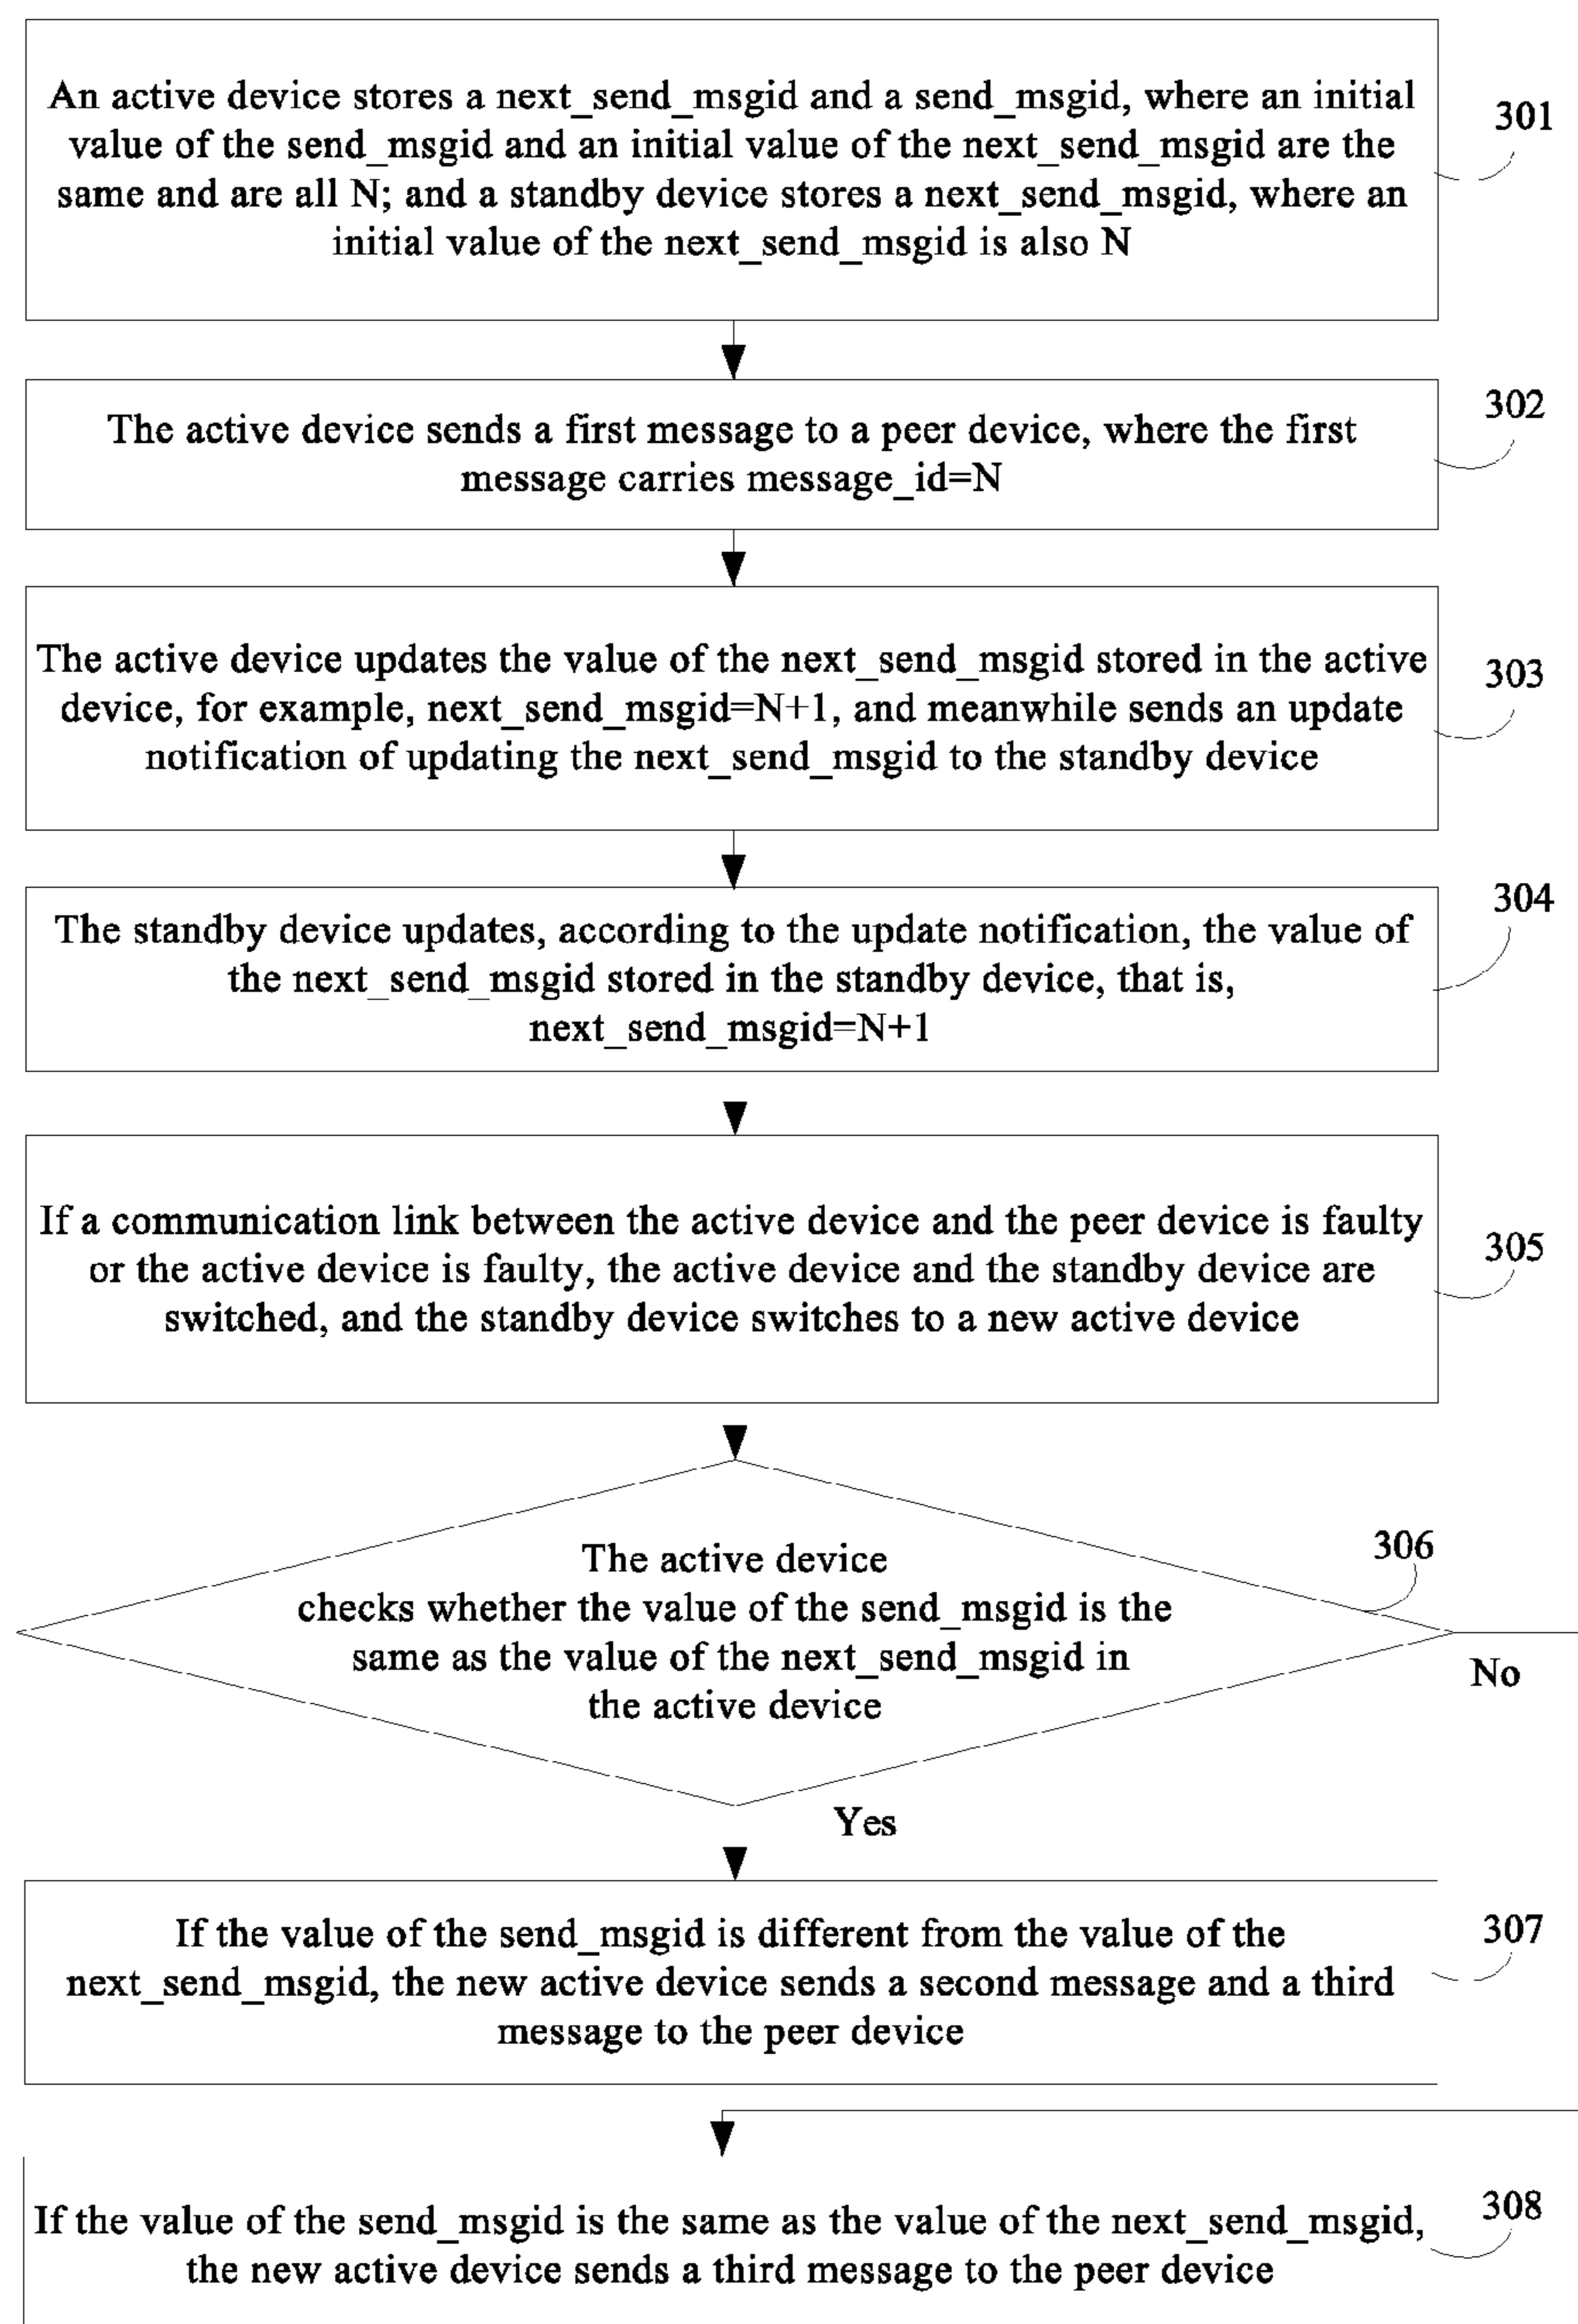 An active device stores a next_send_msgid and a send_msgid, where an initial
value of the send_msgid and an initial value of the next_send_msgid are the
same and are all N; and a standby device stores a next_send_msgid, where an
initial value of the next_send_msgid is also N
301
The active device sends a first message to a peer device, where the first
message carries message_id=N
302
The active device updates the value of the next_send_msgid stored in the active
device, for example, next_send_msgid=N+1, and meanwhile sends an update
notification of updating the next_send_msgid to the standby device
303
The standby device updates, according to the update notification, the value of
the next_send_msgid stored in the standby device, that is,
next_send_msgid=N+1
304
If a communication link between the active device and the peer device is faulty
or the active device is faulty, the active device and the standby device are
switched, and the standby device switches to a new active device
305
The active device
checks whether the value of the send_msgid is the
same as the value of the next_send_msgid in
the active device
306
No
Yes
If the value of the send_msgid is different from the value of the
next_send_msgid, the new active device sends a second message and a third
message to the peer device
307
If the value of the send_msgid is the same as the value of the next_send_msgid,
the new active device sends a third message to the peer device
308